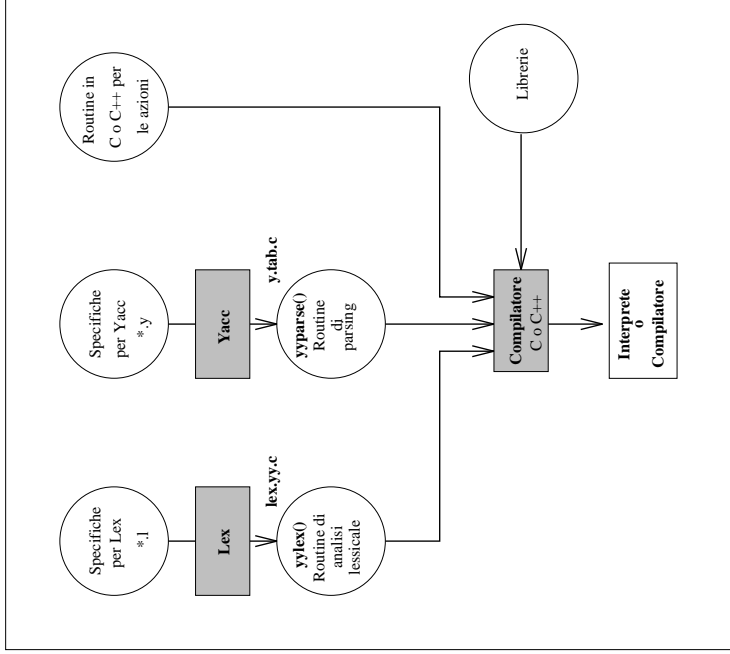 Specifiche
per Lex
*.l
Lex
lex.yy.c
yylex()
Routine di
analisi
lessicale
Specifiche
per Yacc
*.y
Yacc
y.tab.c
yyparse()
Routine
di
parsing
Routine in
C o C++ per
le azioni
Compilatore
C o C++
Librerie
Interprete
o
Compilatore